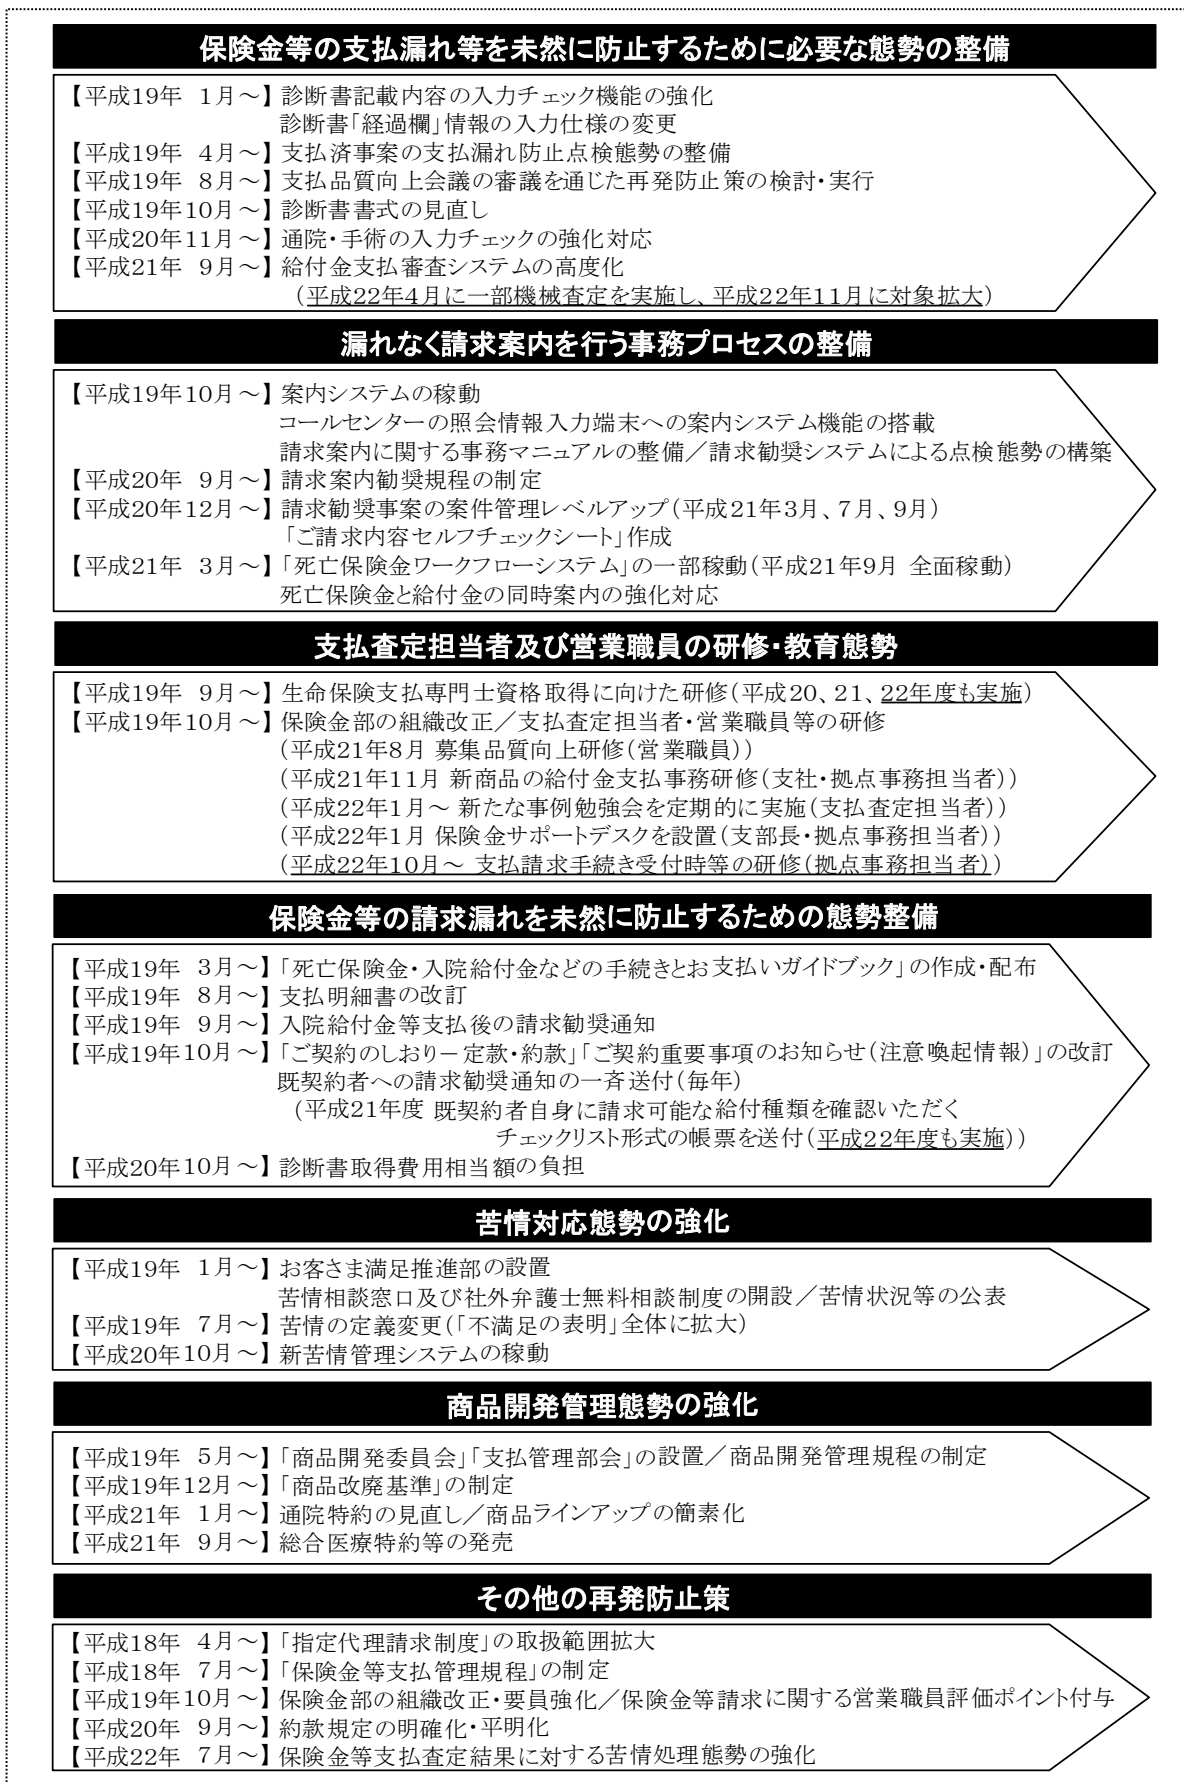 保険金等の支払漏れ等を未然に防止するために必要な態勢の整備
【平成19年 1月～】診断書記載内容の入力チェック機能の強化
診断書「経過欄」情報の入力仕様の変更
【平成19年 4月～】支払済事案の支払漏れ防止点検態勢の整備
【平成19年 8月～】支払品質向上会議の審議を通じた再発防止策の検討・実行
【平成19年10月～】診断書書式の見直し
【平成20年11月～】通院・手術の入力チェックの強化対応
【平成21年 9月～】給付金支払審査システムの高度化
（平成22年4月に一部機械査定を実施し、平成22年11月に対象拡大）
漏れなく請求案内を行う事務プロセスの整備
【平成19年10月～】案内システムの稼動
コールセンターの照会情報入力端末への案内システム機能の搭載
請求案内に関する事務マニュアルの整備／請求勧奨システムによる点検態勢の構築
【平成20年 9月～】請求案内勧奨規程の制定
【平成20年12月～】請求勧奨事案の案件管理レベルアップ（平成21年3月、7月、9月）
「ご請求内容セルフチェックシート」作成
【平成21年 3月～】「死亡保険金ワークフローシステム」の一部稼動（平成21年9月 全面稼動）
死亡保険金と給付金の同時案内の強化対応
支払査定担当者及び営業職員の研修・教育態勢
【平成19年 9月～】生命保険支払専門士資格取得に向けた研修（平成20、21、22年度も実施）
【平成19年10月～】保険金部の組織改正／支払査定担当者・営業職員等の研修
（平成21年8月 募集品質向上研修（営業職員））
（平成21年11月 新商品の給付金支払事務研修（支社・拠点事務担当者））
（平成22年1月～ 新たな事例勉強会を定期的に実施（支払査定担当者））
（平成22年1月 保険金サポートデスクを設置（支部長・拠点事務担当者））
（平成22年10月～ 支払請求手続き受付時等の研修（拠点事務担当者））
保険金等の請求漏れを未然に防止するための態勢整備
【平成19年 3月～】「死亡保険金・入院給付金などの手続きとお支払いガイドブック」の作成・配布
【平成19年 8月～】支払明細書の改訂
【平成19年 9月～】入院給付金等支払後の請求勧奨通知
【平成19年10月～】「ご契約のしおり－定款・約款」「ご契約重要事項のお知らせ（注意喚起情報）」の改訂
既契約者への請求勧奨通知の一斉送付（毎年）
（平成21年度 既契約者自身に請求可能な給付種類を確認いただく
チェックリスト形式の帳票を送付（平成22年度も実施））
【平成20年10月～】診断書取得費用相当額の負担
苦情対応態勢の強化
【平成19年 1月～】お客さま満足推進部の設置
苦情相談窓口及び社外弁護士無料相談制度の開設／苦情状況等の公表
【平成19年 7月～】苦情の定義変更（「不満足の表明」全体に拡大）
【平成20年10月～】新苦情管理システムの稼動
商品開発管理態勢の強化
【平成19年 5月～】「商品開発委員会」「支払管理部会」の設置／商品開発管理規程の制定
【平成19年12月～】「商品改廃基準」の制定
【平成21年 1月～】通院特約の見直し／商品ラインアップの簡素化
【平成21年 9月～】総合医療特約等の発売
その他の再発防止策
【平成18年 4月～】「指定代理請求制度」の取扱範囲拡大
【平成18年 7月～】「保険金等支払管理規程」の制定
【平成19年10月～】保険金部の組織改正・要員強化／保険金等請求に関する営業職員評価ポイント付与
【平成20年 9月～】約款規定の明確化・平明化
【平成22年 7月～】保険金等支払査定結果に対する苦情処理態勢の強化